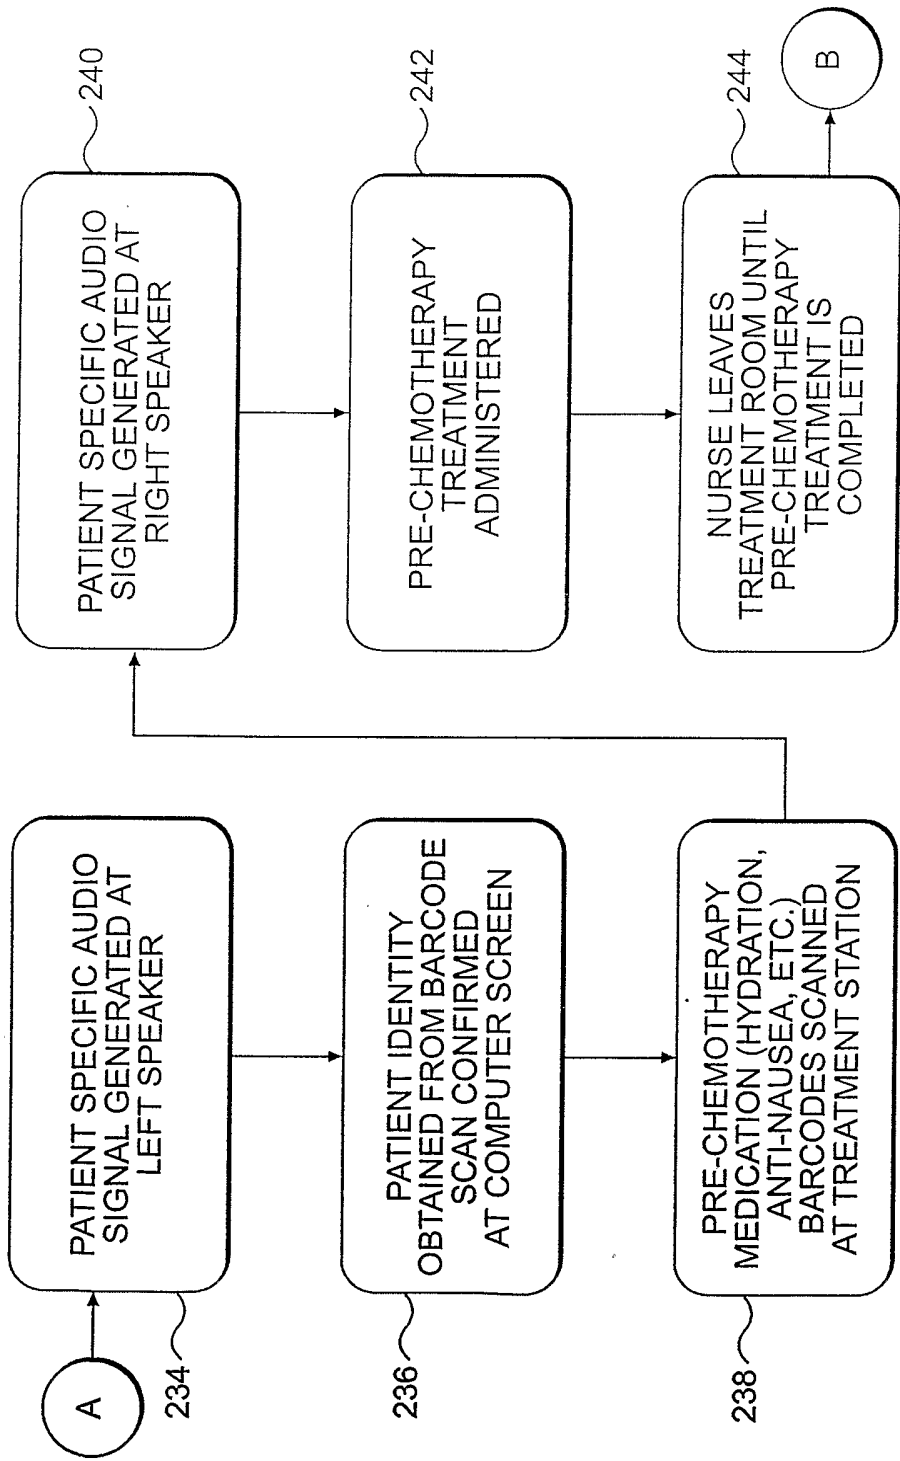 A
234
PATIENT SPECIFIC AUDIO
SIGNAL GENERATED AT
LEFT SPEAKER
236
PATIENT IDENTITY
OBTAINED FROM BARCODE
SCAN CONFIRMED
AT COMPUTER SCREEN
238
PRE-CHEMOTHERAPY
MEDICATION (HYDRATION,
ANTI-NAUSEA, ETC.)
BARCODES SCANNED
AT TREATMENT STATION
240
PATIENT SPECIFIC AUDIO
SIGNAL GENERATED AT
RIGHT SPEAKER
242
PRE-CHEMOTHERAPY
TREATMENT
ADMINISTERED
244
NURSE LEAVES
TREATMENT ROOM UNTIL
PRE-CHEMOTHERAPY
TREATMENT IS
COMPLETED
B